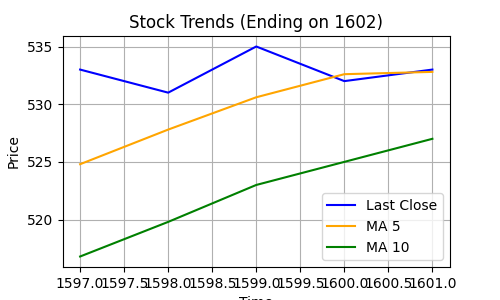 Stock Trends (Ending on 1602)
535
530
525
520
Price
Last Close
MA 5
MA 10
1597.0 1597.5 1598.0 1598.5 1599.0 1599.5 1600.0 1600.5 1601.0
Time